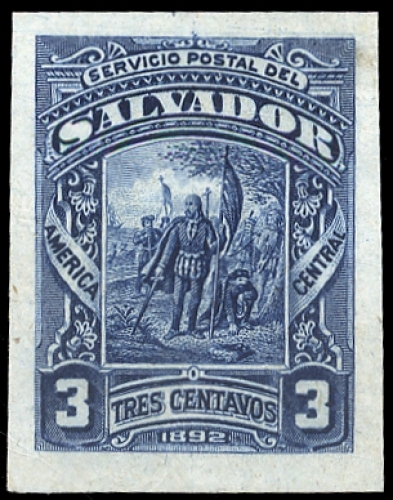 SERVICIO POSTAL DEL
SALVADOR
AMERICA CENTRAL
3 TRES CENTAVOS 3
1892